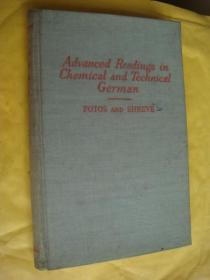 Advanced Readings in
Chemical and Technical
German
FOTOS AND SHREVE